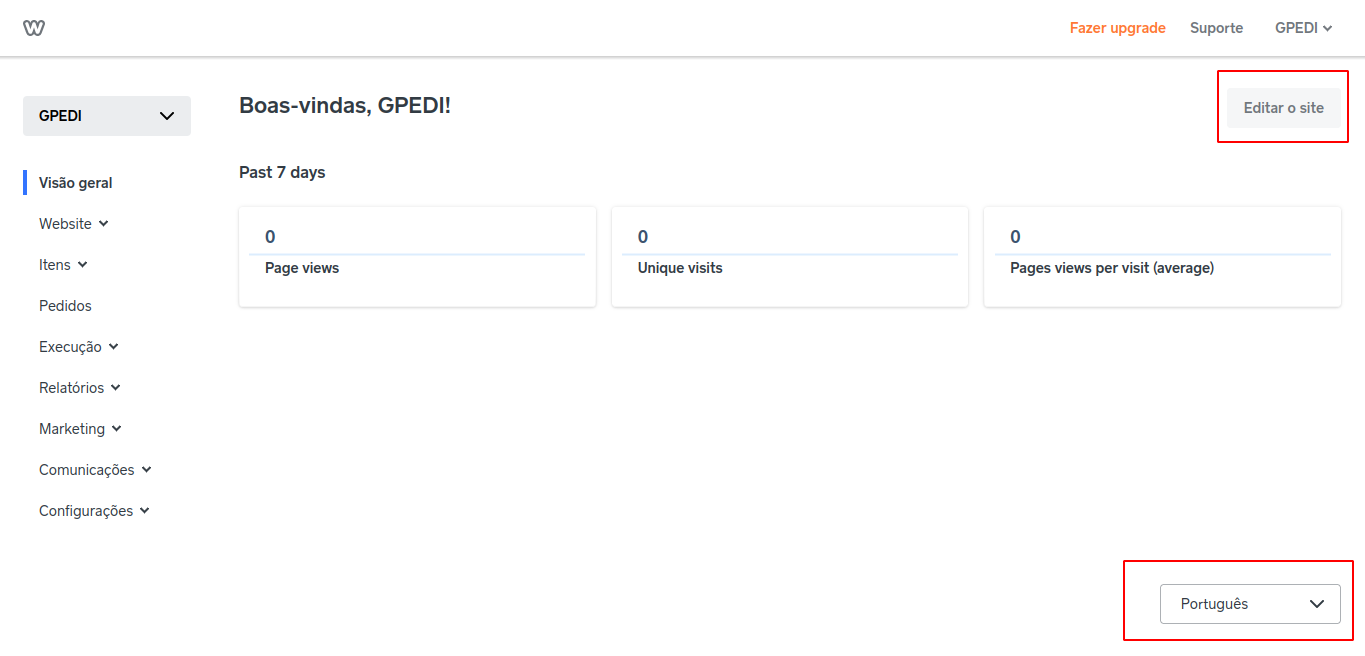 Fazer upgrade Suporte GPEDI
GPEDI
Boas-vindas, GPEDI!
Editar o site
Visão geral
Website
Itens
Pedidos
Execução
Relatórios
Marketing
Comunicações
Configurações
Past 7 days
0
Page views
0
Unique visits
0
Pages views per visit (average)
Português